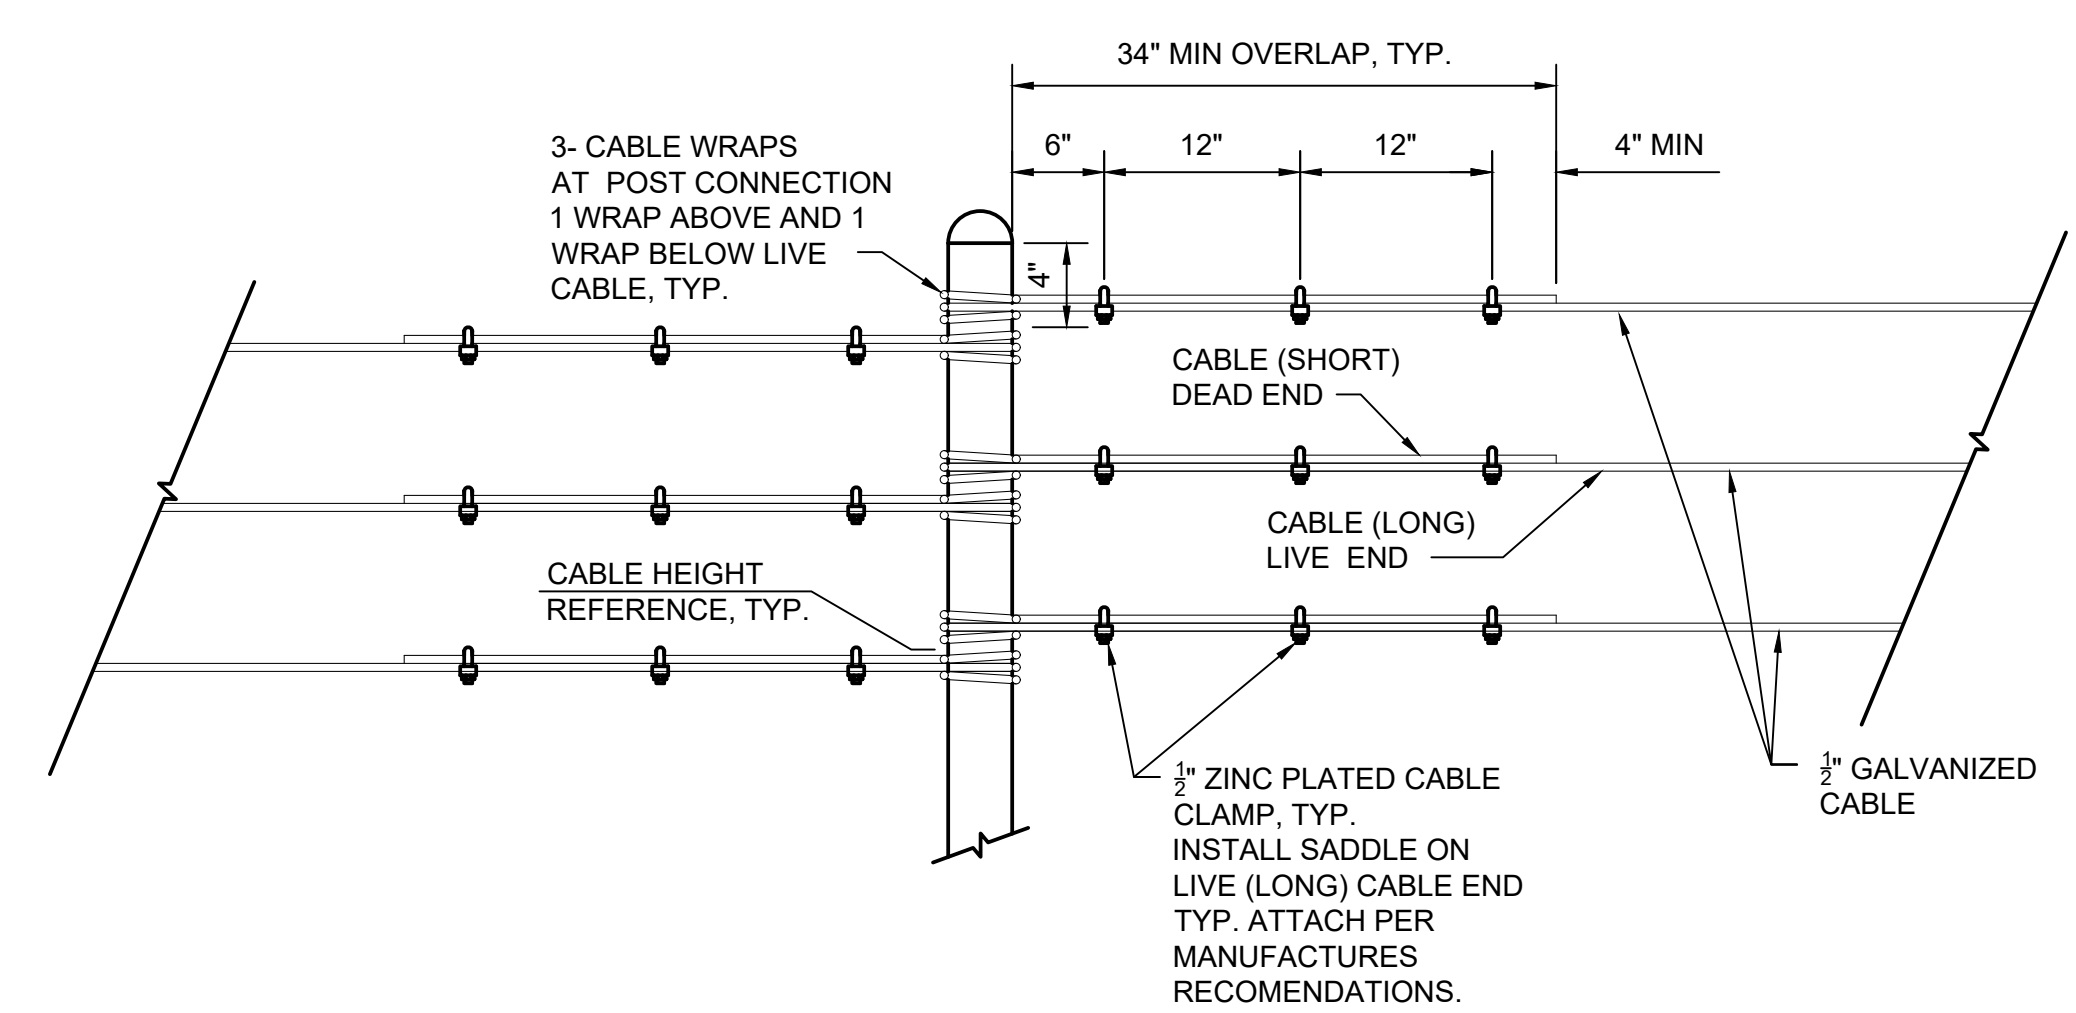 34" MIN OVERLAP, TYP.
3- CABLE WRAPS
AT POST CONNECTION
1 WRAP ABOVE AND 1
WRAP BELOW LIVE
CABLE, TYP.
6"
12"
12"
4" MIN
4"
CABLE (SHORT)
DEAD END
CABLE (LONG)
LIVE END
CABLE HEIGHT
REFERENCE, TYP.
1/2" ZINC PLATED CABLE
CLAMP, TYP.
INSTALL SADDLE ON
LIVE (LONG) CABLE END
TYP. ATTACH PER
MANUFACTURES
RECOMENDATIONS.
1/2" GALVANIZED
CABLE